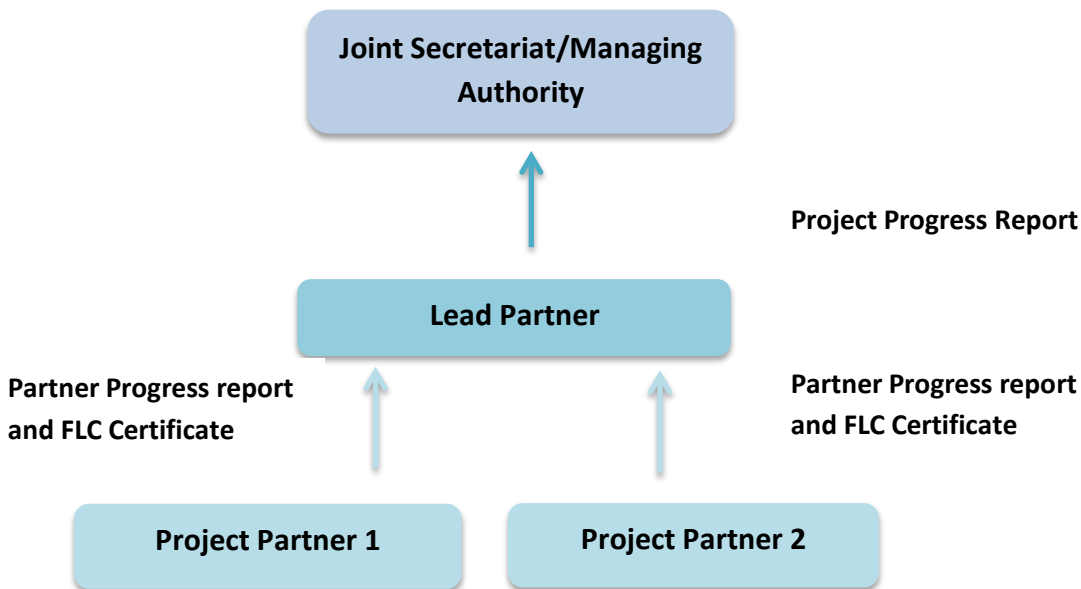 Joint Secretariat/Managing
Authority
Project Progress Report
Lead Partner
Partner Progress report
and FLC Certificate
Partner Progress report
and FLC Certificate
Project Partner 1
Project Partner 2